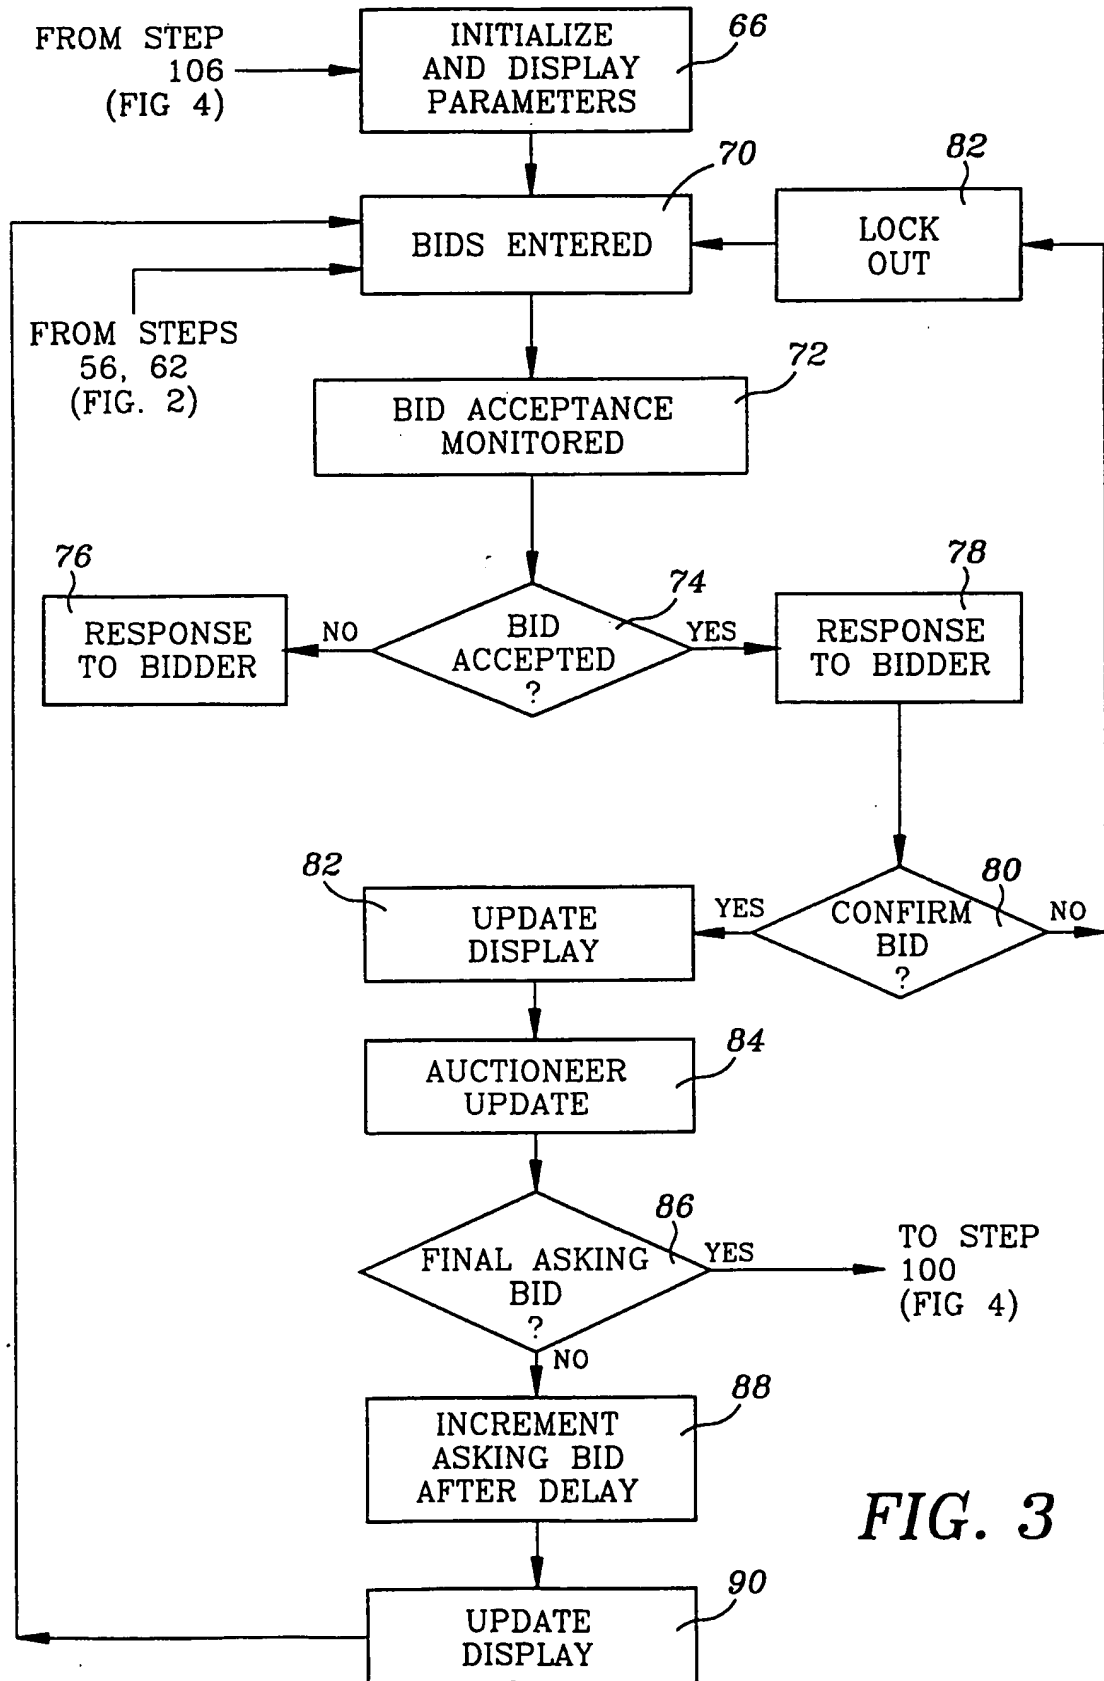 FROM STEP
106
(FIG 4)
INITIALIZE
AND DISPLAY
PARAMETERS
66
70
BIDS ENTERED
82
LOCK
OUT
FROM STEPS
56, 62
(FIG. 2)
72
BID ACCEPTANCE
MONITORED
76
RESPONSE
TO BIDDER
NO
74
BID
ACCEPTED
?
YES
78
RESPONSE
TO BIDDER
82
UPDATE
DISPLAY
YES
80
CONFIRM
BID
?
NO
84
AUCTIONEER
UPDATE
86
FINAL ASKING
BID
?
YES
TO STEP
100
(FIG 4)
NO
88
INCREMENT
ASKING BID
AFTER DELAY
FIG. 3
90
UPDATE
DISPLAY